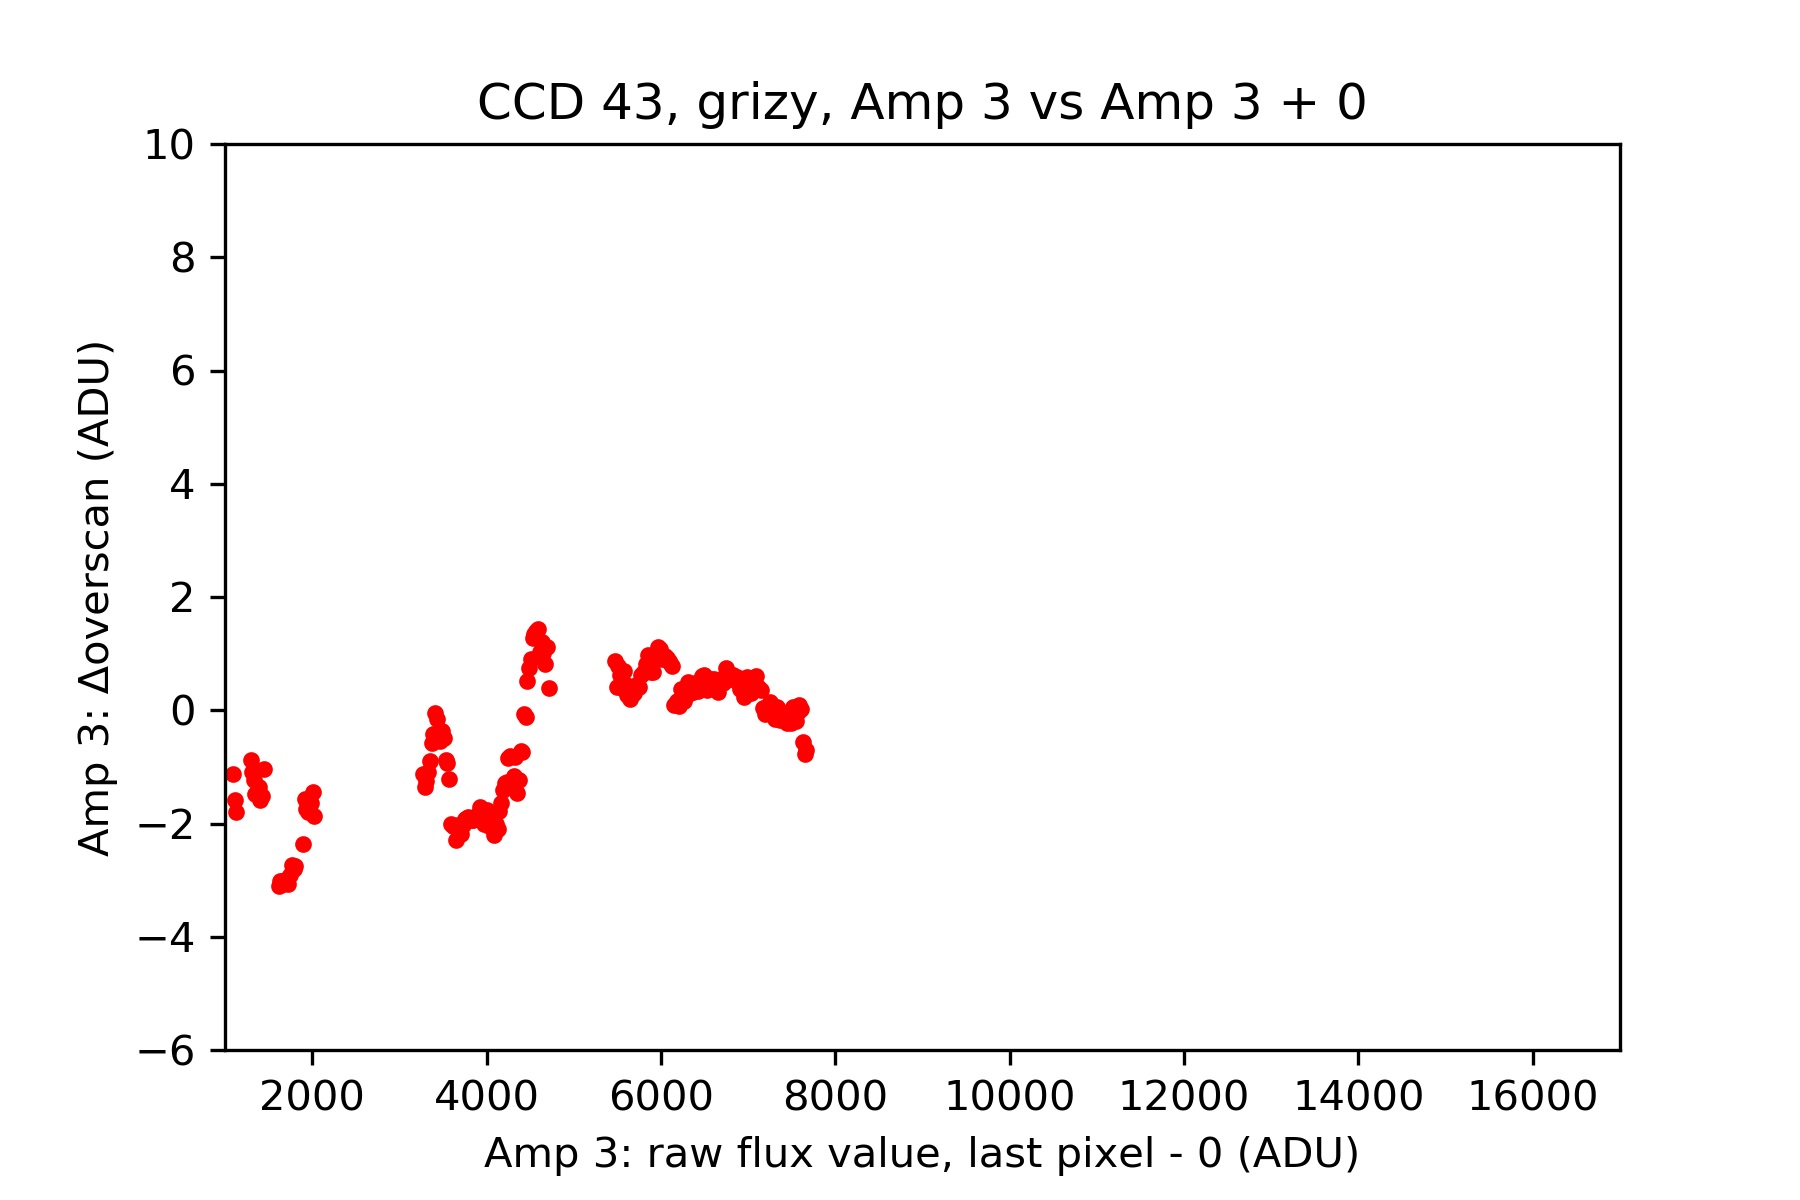 CCD 43, grizy, Amp 3 vs Amp 3 + 0
10
8
6
4
2
0
−2
−4
−6
Amp 3: Δoverscan (ADU)
2000 4000 6000 8000 10000 12000 14000 16000
Amp 3: raw flux value, last pixel - 0 (ADU)